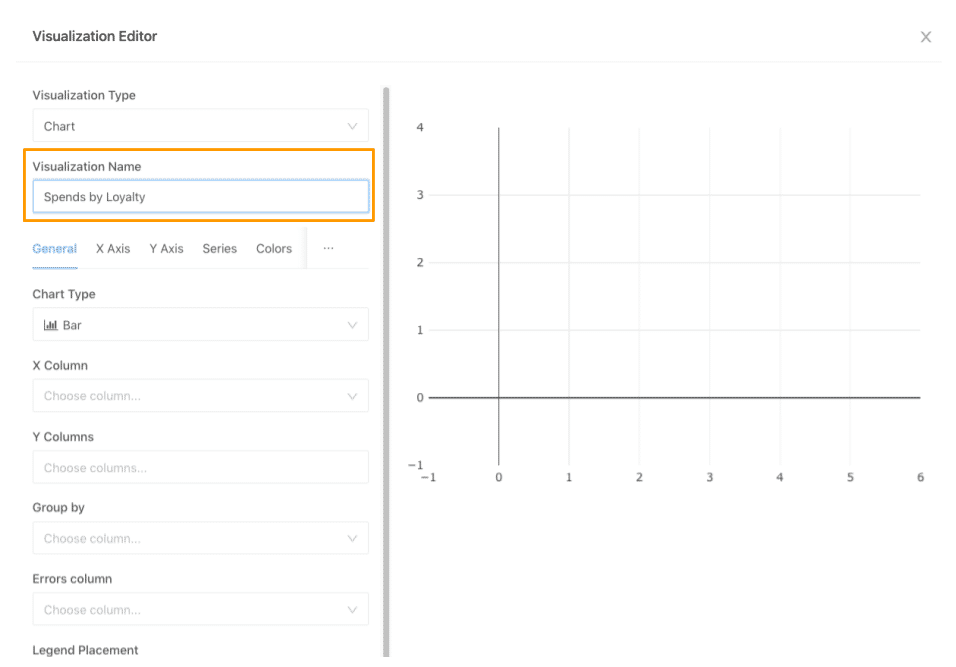 Visualization Editor
Visualization Type
Chart
Visualization Name
Spends by Loyalty
General X Axis Y Axis Series Colors ...
Chart Type
Bar
X Column
Choose column...
Y Columns
Choose columns...
Group by
Choose column...
Errors column
Choose column...
Legend Placement
4
3
2
1
0
−1
−1 0 1 2 3 4 5 6